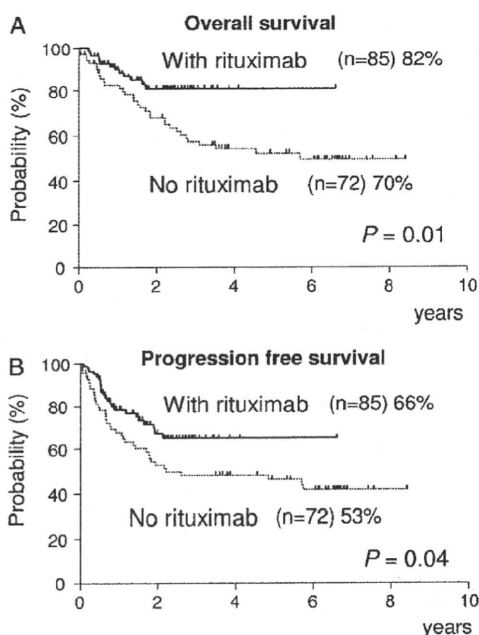 A
Overall survival
With rituximab (n=85) 82%
No rituximab (n=72) 70%
P = 0.01
Probability (%)
100
80
60
40
20
0
0 2 4 6 8 10
years
B
Progression free survival
With rituximab (n=85) 66%
No rituximab (n=72) 53%
P = 0.04
Probability (%)
100
80
60
40
20
0
0 2 4 6 8 10
years